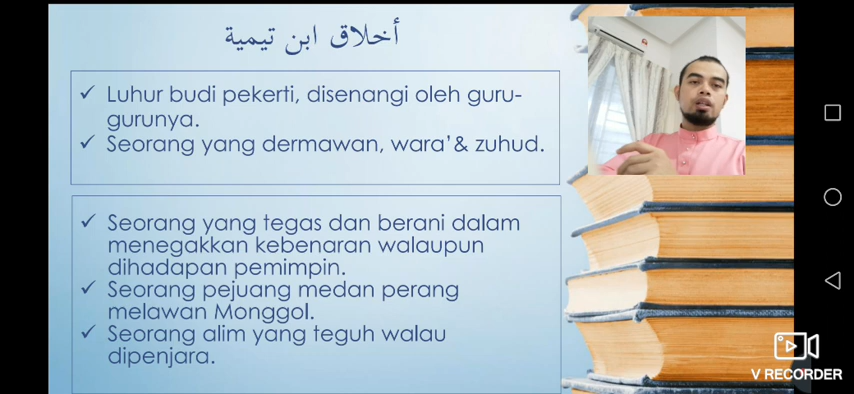 أخلاق ابن تيمية
✓ Luhur budi pekerti, disenangi oleh guru-
gurunya.
✓ Seorang yang dermawan, wara'& zuhud.
✓ Seorang yang tegas dan berani dalam
menegakkan kebenaran walaupun
dihadapan pemimpin.
✓ Seorang pejuang medan perang
melawan Monggol.
✓ Seorang alim yang teguh walau
dipenjara.
V RECORDER